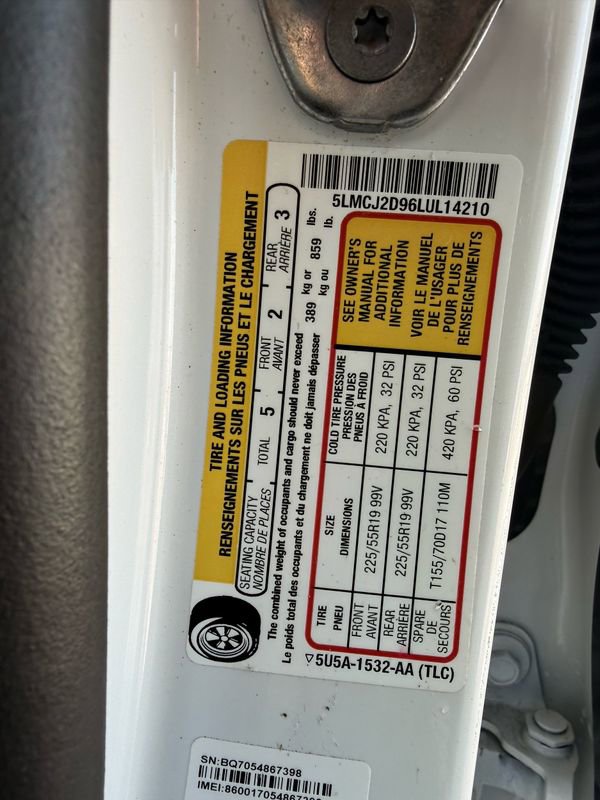 5LMCJ2D96LUL14210
TIRE AND LOADING INFORMATION
RENSEIGNEMENTS SUR LES PNEUS ET LE CHARGEMENT
SEATING CAPACITY TOTAL 5 FRONT 2 REAR 3
NOMBRE DE PLACES AVANT ARRIÈRE
The combined weight of occupants and cargo should never exceed 389 kg or 859 lbs.
Le poids total des occupants et du chargement ne doit jamais dépasser kg ou lb.
TIRE SIZE COLD TIRE PRESSURE
PNEU DIMENSIONS PRESSION DES
PNEUS À FROID
FRONT 225/55R19 99V 220 KPA, 32 PSI
AVANT
REAR 225/55R19 99V 220 KPA, 32 PSI
ARRIÈRE
SPARE T155/70D17 110M 420 KPA, 60 PSI
DE
SECOURS
SEE OWNER'S
MANUAL FOR
ADDITIONAL
INFORMATION
VOIR LE MANUEL
DE L'USAGER
POUR PLUS DE
RENSEIGNEMENTS
▽5U5A-1532-AA (TLC)
SN:BQ7054867398